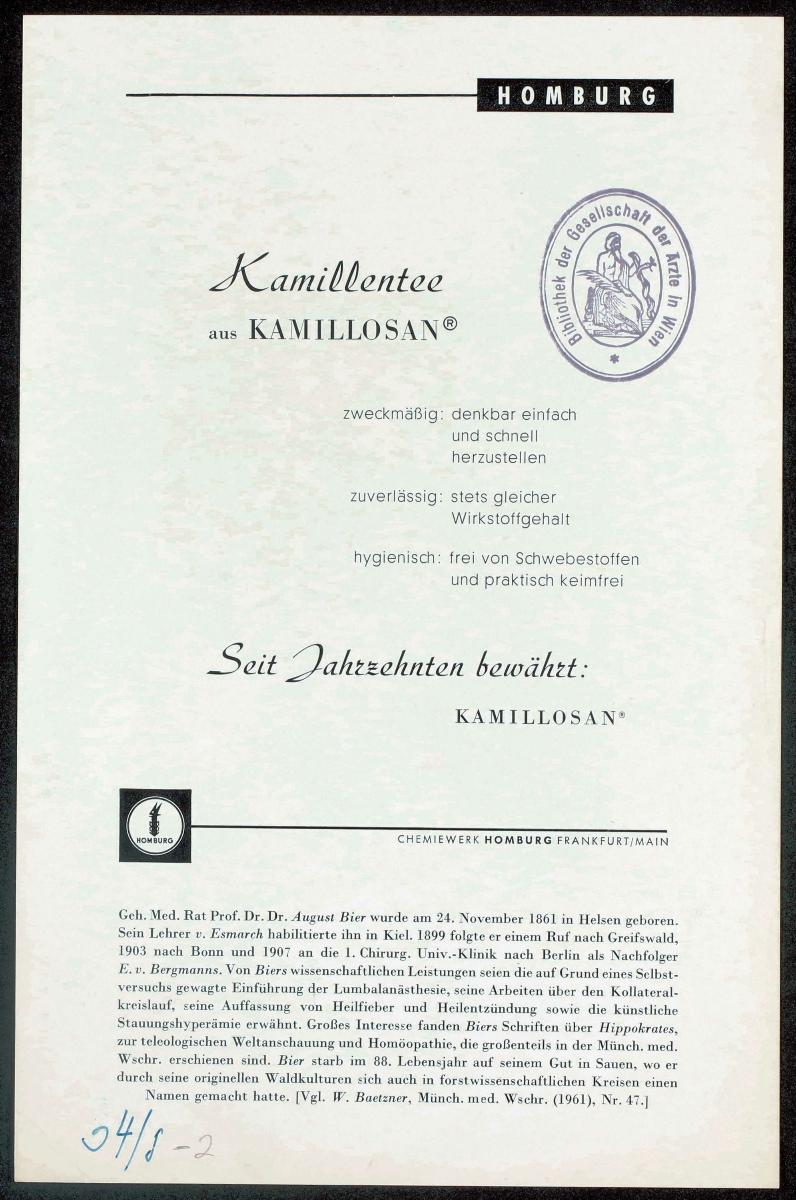 HOMBURG
Bibliothek der Gesellschaft der Ärzte in Wien
*
Kamillentee
aus KAMILLOSAN®
zweckmäßig: denkbar einfach
und schnell
herzustellen
zuverlässig: stets gleicher
Wirkstoffgehalt
hygienisch: frei von Schwebestoffen
und praktisch keimfrei
Seit Jahrzehnten bewährt:
KAMILLOSAN®
HOMBURG
CHEMIEWERK HOMBURG FRANKFURT/MAIN
Geh. Med. Rat Prof. Dr. Dr. August Bier wurde am 24. November 1861 in Helsen geboren.
Sein Lehrer v. Esmarch habilitierte ihn in Kiel. 1899 folgte er einem Ruf nach Greifswald,
1903 nach Bonn und 1907 an die 1. Chirurg. Univ.-Klinik nach Berlin als Nachfolger
E. v. Bergmanns. Von Biers wissenschaftlichen Leistungen seien die auf Grund eines Selbst-
versuchs gewagte Einführung der Lumbalanästhesie, seine Arbeiten über den Kollateral-
kreislauf, seine Auffassung von Heilfieber und Heilentzündung sowie die künstliche
Stauungshyperämie erwähnt. Großes Interesse fanden Biers Schriften über Hippokrates,
zur teleologischen Weltanschauung und Homöopathie, die großenteils in der Münch. med.
Wschr. erschienen sind. Bier starb im 88. Lebensjahr auf seinem Gut in Sauen, wo er
durch seine originellen Waldkulturen sich auch in forstwissenschaftlichen Kreisen einen
Namen gemacht hatte. [Vgl. W. Baetzner, Münch. med. Wschr. (1961), Nr. 47.]